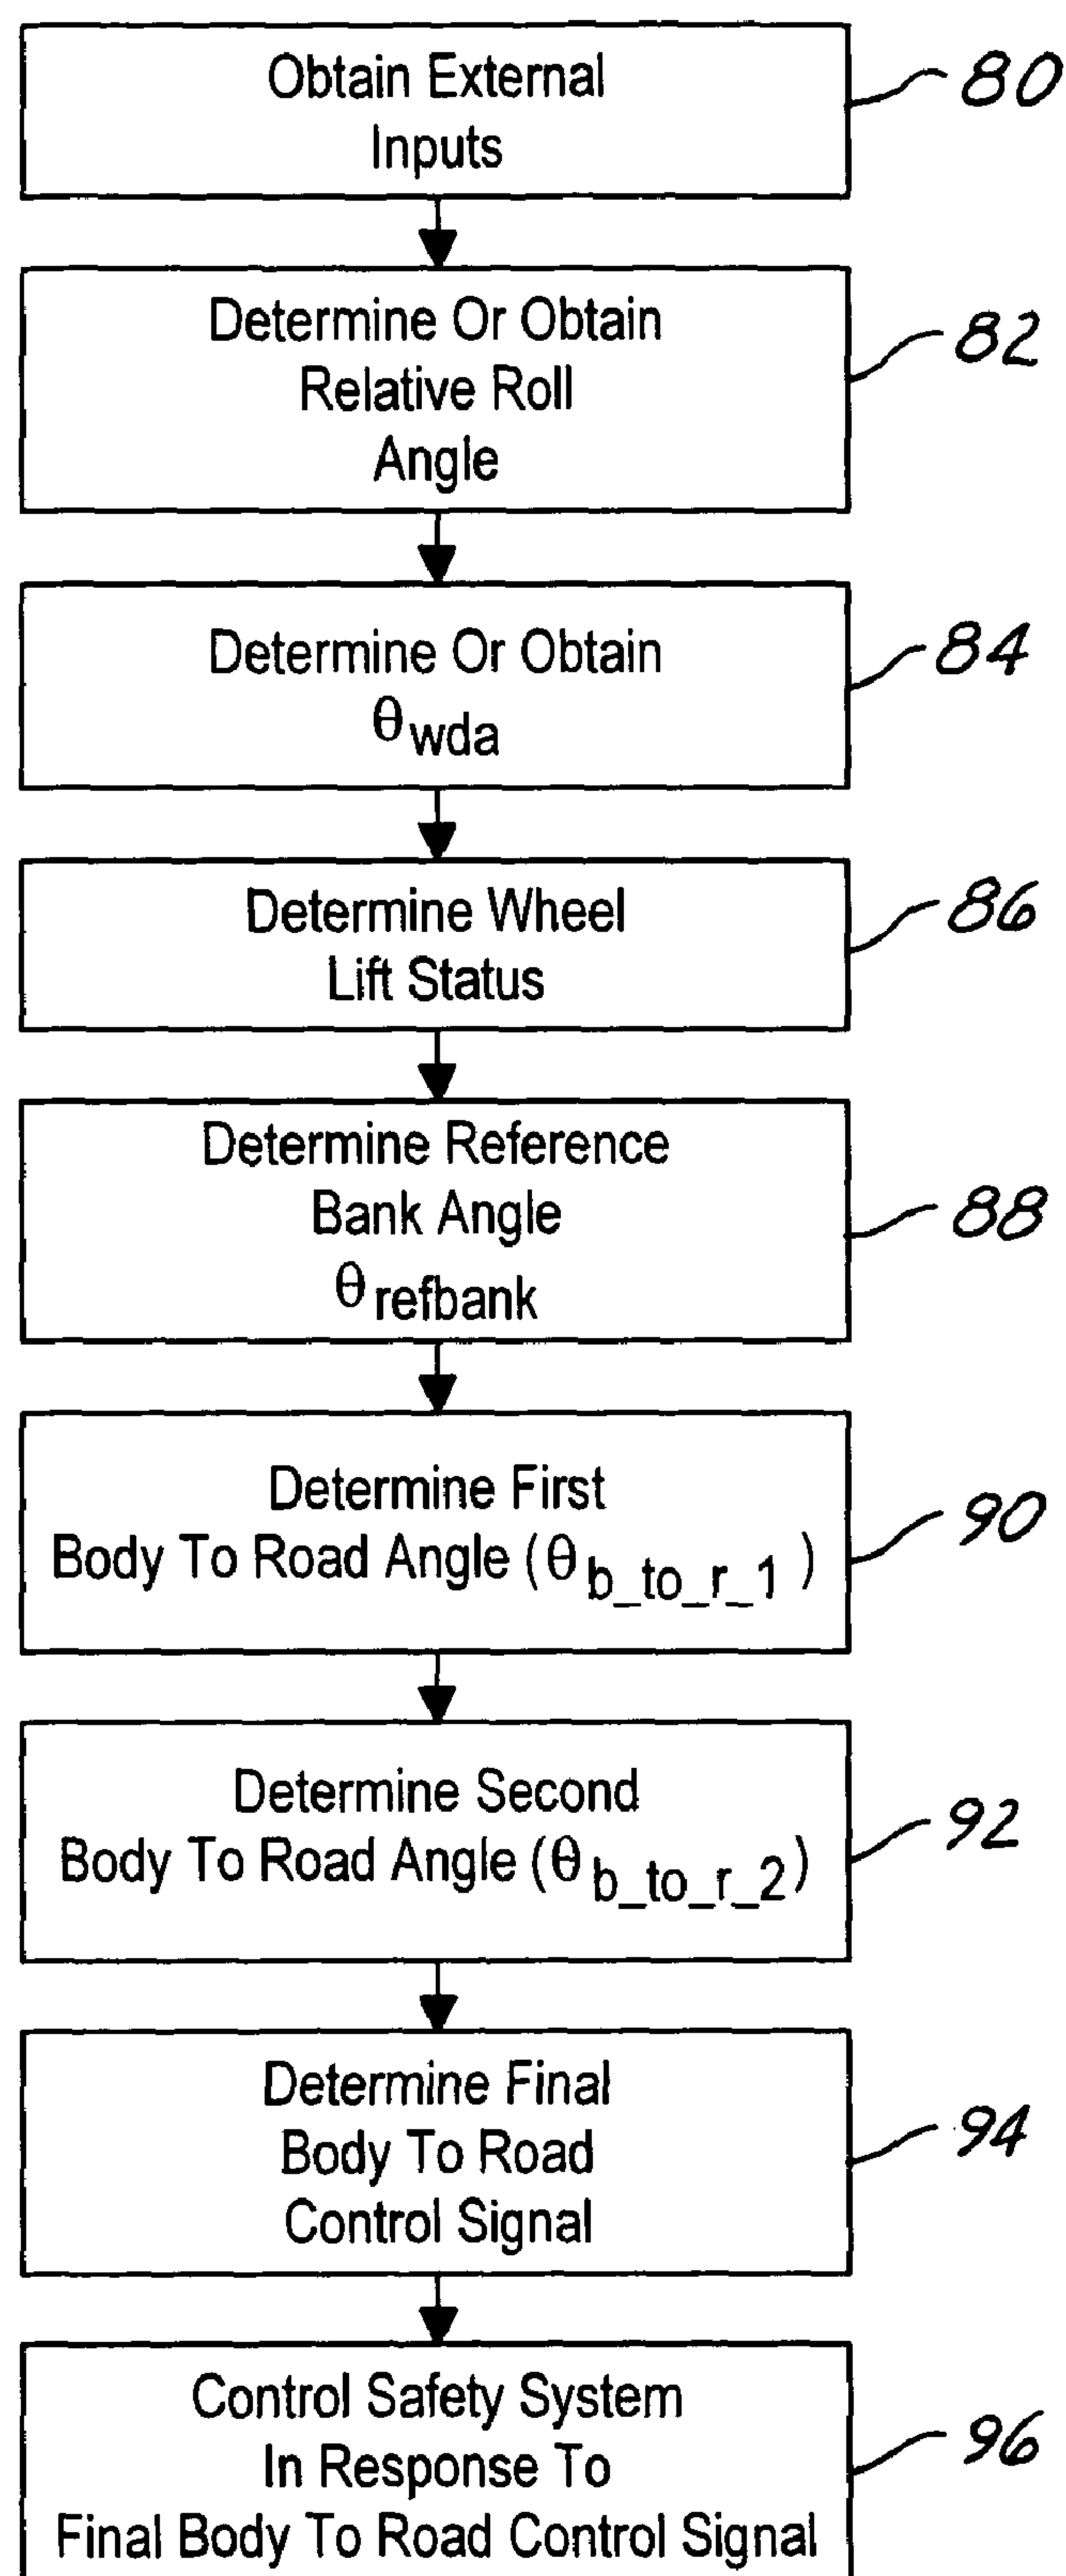 Obtain External
Inputs
80
Determine Or Obtain
Relative Roll
Angle
82
Determine Or Obtain
θwda
84
Determine Wheel
Lift Status
86
Determine Reference
Bank Angle
θrefbank
88
Determine First
Body To Road Angle (θb_to_r_1)
90
Determine Second
Body To Road Angle (θb_to_r_2)
92
Determine Final
Body To Road
Control Signal
94
Control Safety System
In Response To
Final Body To Road Control Signal
96